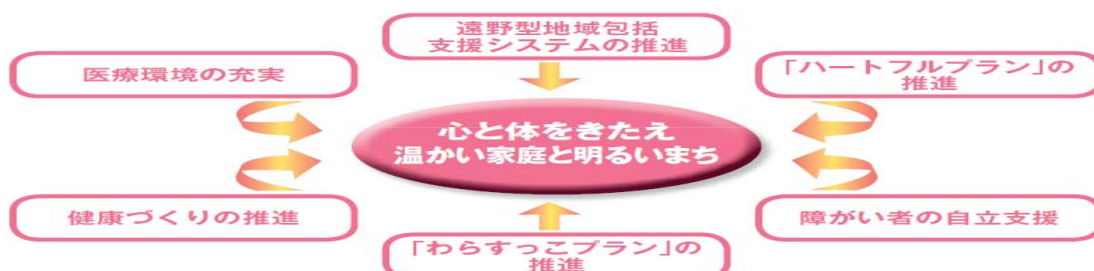 遠野型地域包括
支援システムの推進
医療環境の充実
「ハートフルプラン」の
推進
心と体をきたえ
温かい家庭と明るいまち
健康づくりの推進
障がい者の自立支援
「わらすっこプラン」の
推進